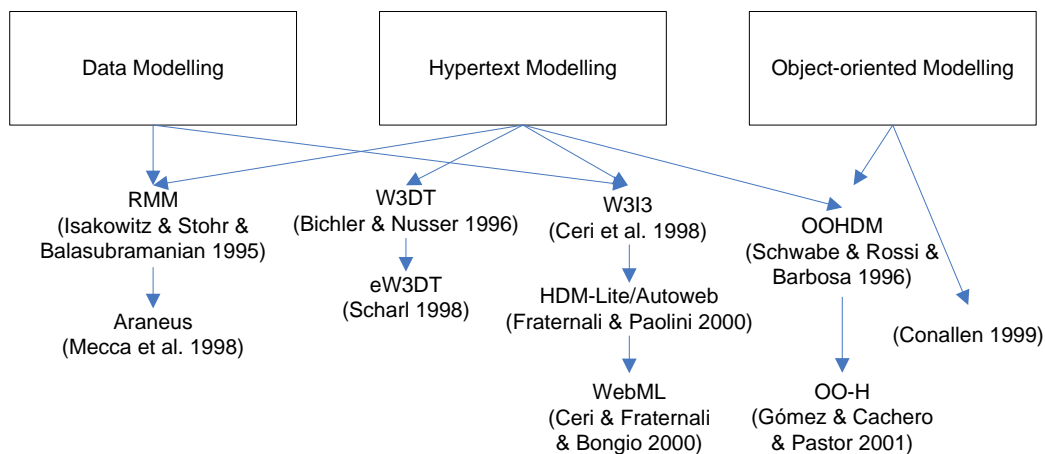 Data Modelling
Hypertext Modelling
Object-oriented Modelling
RMM
(Isakowitz & Stohr &
Balasubramanian 1995)
W3DT
(Bichler & Nusser 1996)
W3I3
(Ceri et al. 1998)
OOHDM
(Schwabe & Rossi &
Barbosa 1996)
eW3DT
(Scharl 1998)
HDM-Lite/Autoweb
(Fraternali & Paolini 2000)
Araneus
(Mecca et al. 1998)
(Conallen 1999)
WebML
(Ceri & Fraternali
& Bongio 2000)
OO-H
(Gómez & Cachero
& Pastor 2001)